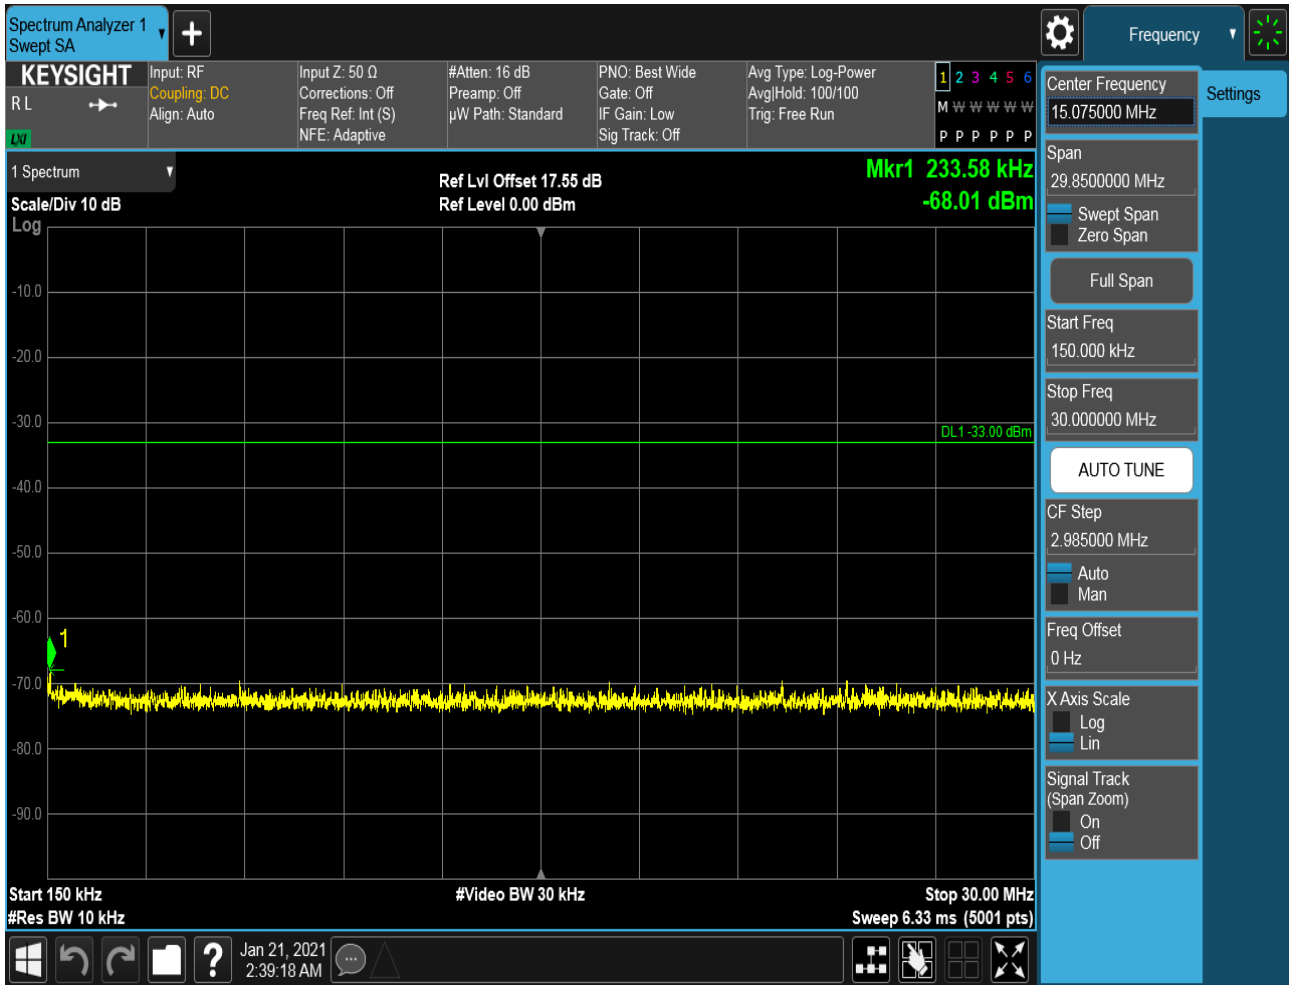 Spectrum Analyzer 1
Swept SA
Frequency
KEYSIGHT
R L
LXI
Input: RF
Coupling: DC
Align: Auto
Input Z: 50 Ω
Corrections: Off
Freq Ref: Int (S)
NFE: Adaptive
#Atten: 16 dB
Preamp: Off
µW Path: Standard
PNO: Best Wide
Gate: Off
IF Gain: Low
Sig Track: Off
Avg Type: Log-Power
Avg|Hold: 100/100
Trig: Free Run
1 2 3 4 5 6
M W W W W W
P P P P P P
1 Spectrum
Scale/Div 10 dB
Log
Ref Lvl Offset 17.55 dB
Ref Level 0.00 dBm
Mkr1 233.58 kHz
-68.01 dBm
-10.0
-20.0
-30.0
DL1 -33.00 dBm
-40.0
-50.0
-60.0
1
-70.0
-80.0
-90.0
Start 150 kHz
#Video BW 30 kHz
Stop 30.00 MHz
#Res BW 10 kHz
Sweep 6.33 ms (5001 pts)
?
Jan 21, 2021
2:39:18 AM
Center Frequency
15.075000 MHz
Settings
Span
29.8500000 MHz
Swept Span
Zero Span
Full Span
Start Freq
150.000 kHz
Stop Freq
30.000000 MHz
AUTO TUNE
CF Step
2.985000 MHz
Auto
Man
Freq Offset
0 Hz
X Axis Scale
Log
Lin
Signal Track
(Span Zoom)
On
Off